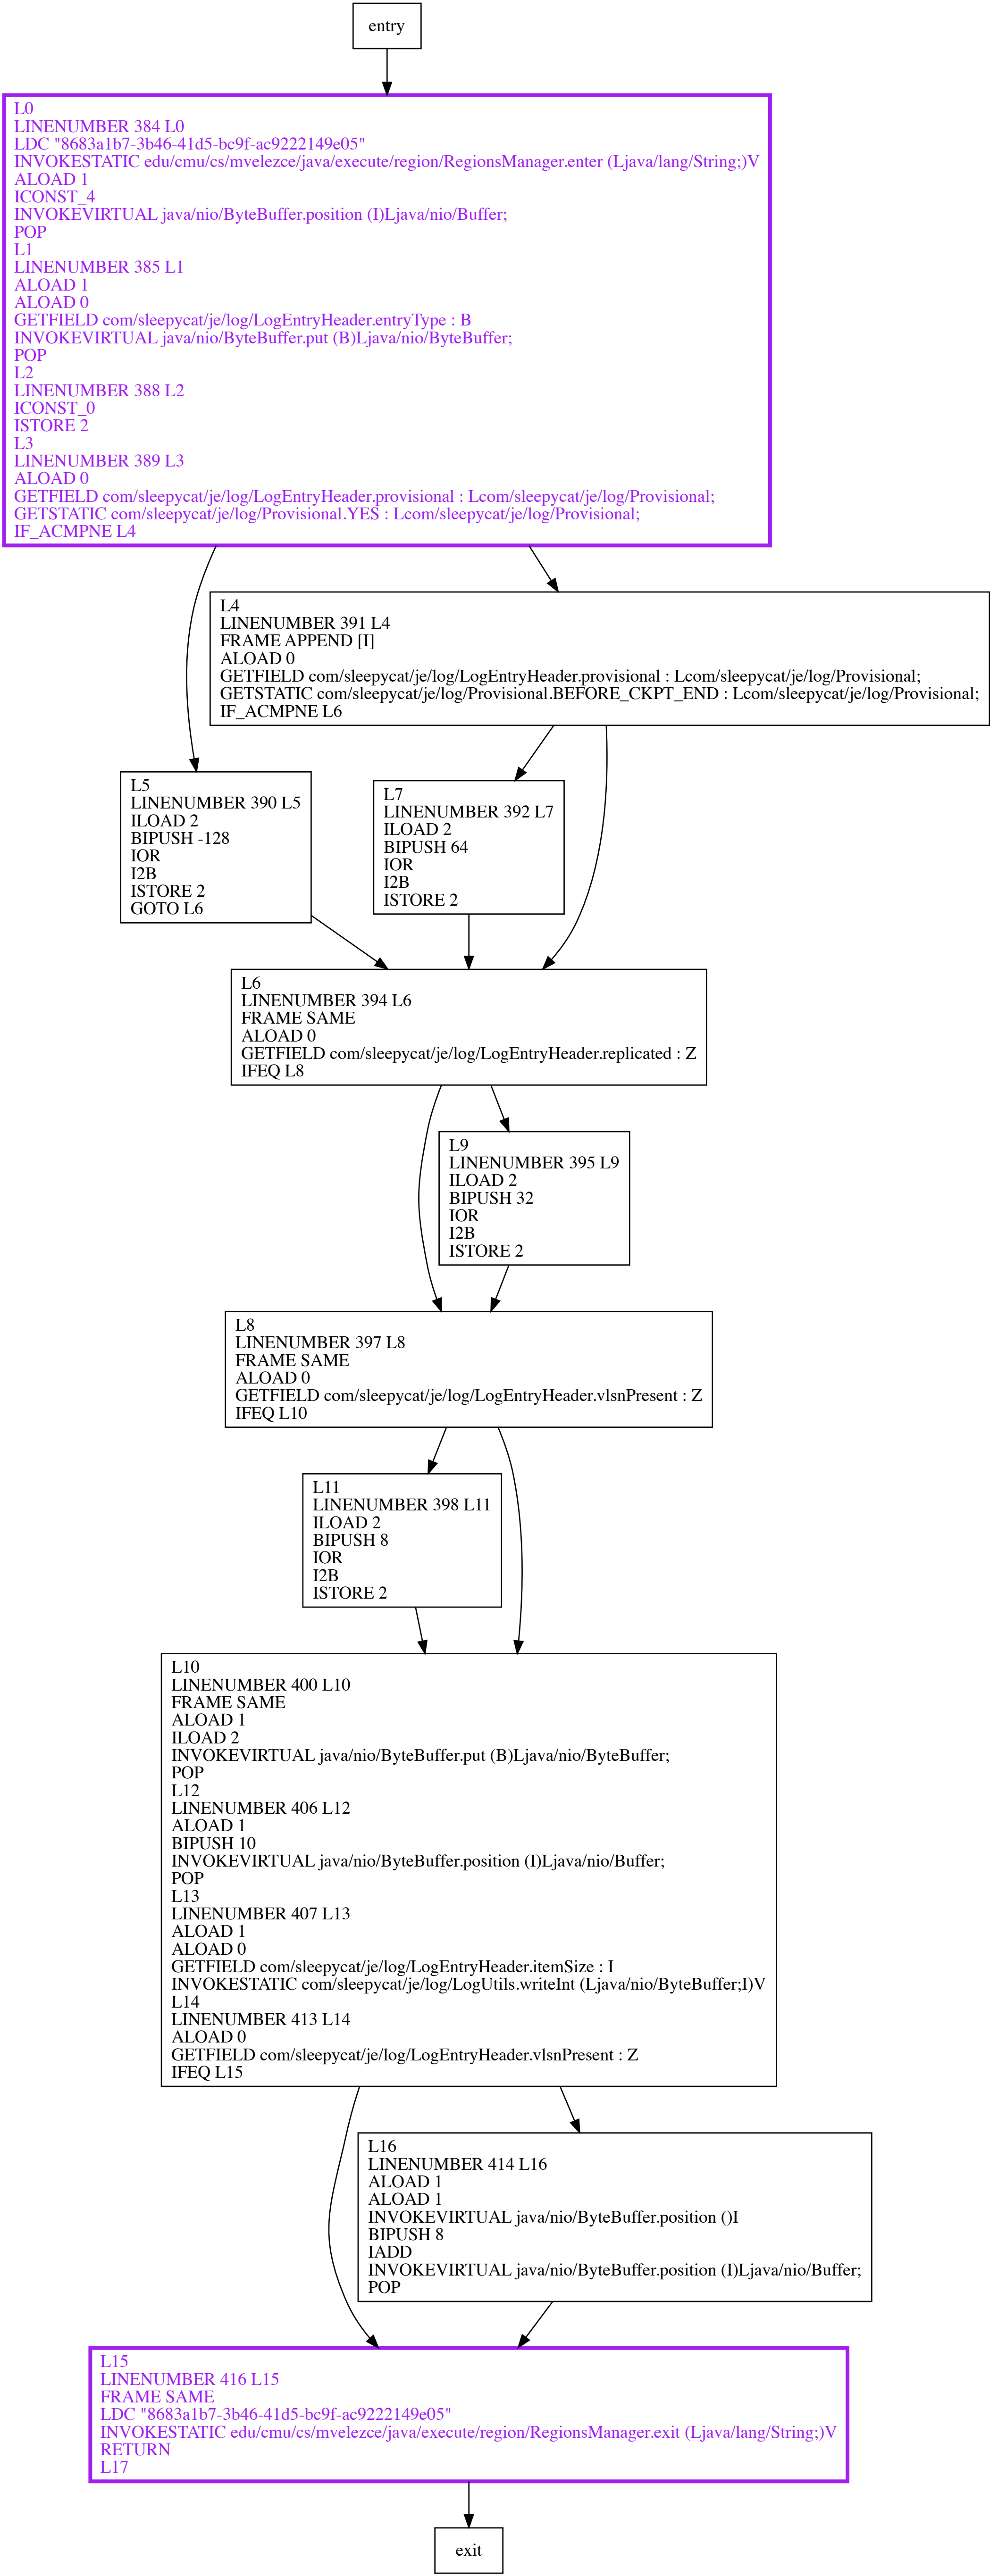 entry
L0
LINENUMBER 384 L0
LDC "8683a1b7-3b46-41d5-bc9f-ac9222149e05"
INVOKESTATIC edu/cmu/cs/mvelezce/java/execute/region/RegionsManager.enter (Ljava/lang/String;)V
ALOAD 1
ICONST_4
INVOKEVIRTUAL java/nio/ByteBuffer.position (I)Ljava/nio/Buffer;
POP
L1
LINENUMBER 385 L1
ALOAD 1
ALOAD 0
GETFIELD com/sleepycat/je/log/LogEntryHeader.entryType : B
INVOKEVIRTUAL java/nio/ByteBuffer.put (B)Ljava/nio/ByteBuffer;
POP
L2
LINENUMBER 388 L2
ICONST_0
ISTORE 2
L3
LINENUMBER 389 L3
ALOAD 0
GETFIELD com/sleepycat/je/log/LogEntryHeader.provisional : Lcom/sleepycat/je/log/Provisional;
GETSTATIC com/sleepycat/je/log/Provisional.YES : Lcom/sleepycat/je/log/Provisional;
IF_ACMPNE L4
L4
LINENUMBER 391 L4
FRAME APPEND [I]
ALOAD 0
GETFIELD com/sleepycat/je/log/LogEntryHeader.provisional : Lcom/sleepycat/je/log/Provisional;
GETSTATIC com/sleepycat/je/log/Provisional.BEFORE_CKPT_END : Lcom/sleepycat/je/log/Provisional;
IF_ACMPNE L6
L5
LINENUMBER 390 L5
ILOAD 2
BIPUSH -128
IOR
I2B
ISTORE 2
GOTO L6
L7
LINENUMBER 392 L7
ILOAD 2
BIPUSH 64
IOR
I2B
ISTORE 2
L6
LINENUMBER 394 L6
FRAME SAME
ALOAD 0
GETFIELD com/sleepycat/je/log/LogEntryHeader.replicated : Z
IFEQ L8
L9
LINENUMBER 395 L9
ILOAD 2
BIPUSH 32
IOR
I2B
ISTORE 2
L8
LINENUMBER 397 L8
FRAME SAME
ALOAD 0
GETFIELD com/sleepycat/je/log/LogEntryHeader.vlsnPresent : Z
IFEQ L10
L11
LINENUMBER 398 L11
ILOAD 2
BIPUSH 8
IOR
I2B
ISTORE 2
L10
LINENUMBER 400 L10
FRAME SAME
ALOAD 1
ILOAD 2
INVOKEVIRTUAL java/nio/ByteBuffer.put (B)Ljava/nio/ByteBuffer;
POP
L12
LINENUMBER 406 L12
ALOAD 1
BIPUSH 10
INVOKEVIRTUAL java/nio/ByteBuffer.position (I)Ljava/nio/Buffer;
POP
L13
LINENUMBER 407 L13
ALOAD 1
ALOAD 0
GETFIELD com/sleepycat/je/log/LogEntryHeader.itemSize : I
INVOKESTATIC com/sleepycat/je/log/LogUtils.writeInt (Ljava/nio/ByteBuffer;I)V
L14
LINENUMBER 413 L14
ALOAD 0
GETFIELD com/sleepycat/je/log/LogEntryHeader.vlsnPresent : Z
IFEQ L15
L16
LINENUMBER 414 L16
ALOAD 1
ALOAD 1
INVOKEVIRTUAL java/nio/ByteBuffer.position ()I
BIPUSH 8
IADD
INVOKEVIRTUAL java/nio/ByteBuffer.position (I)Ljava/nio/Buffer;
POP
L15
LINENUMBER 416 L15
FRAME SAME
LDC "8683a1b7-3b46-41d5-bc9f-ac9222149e05"
INVOKESTATIC edu/cmu/cs/mvelezce/java/execute/region/RegionsManager.exit (Ljava/lang/String;)V
RETURN
L17
exit